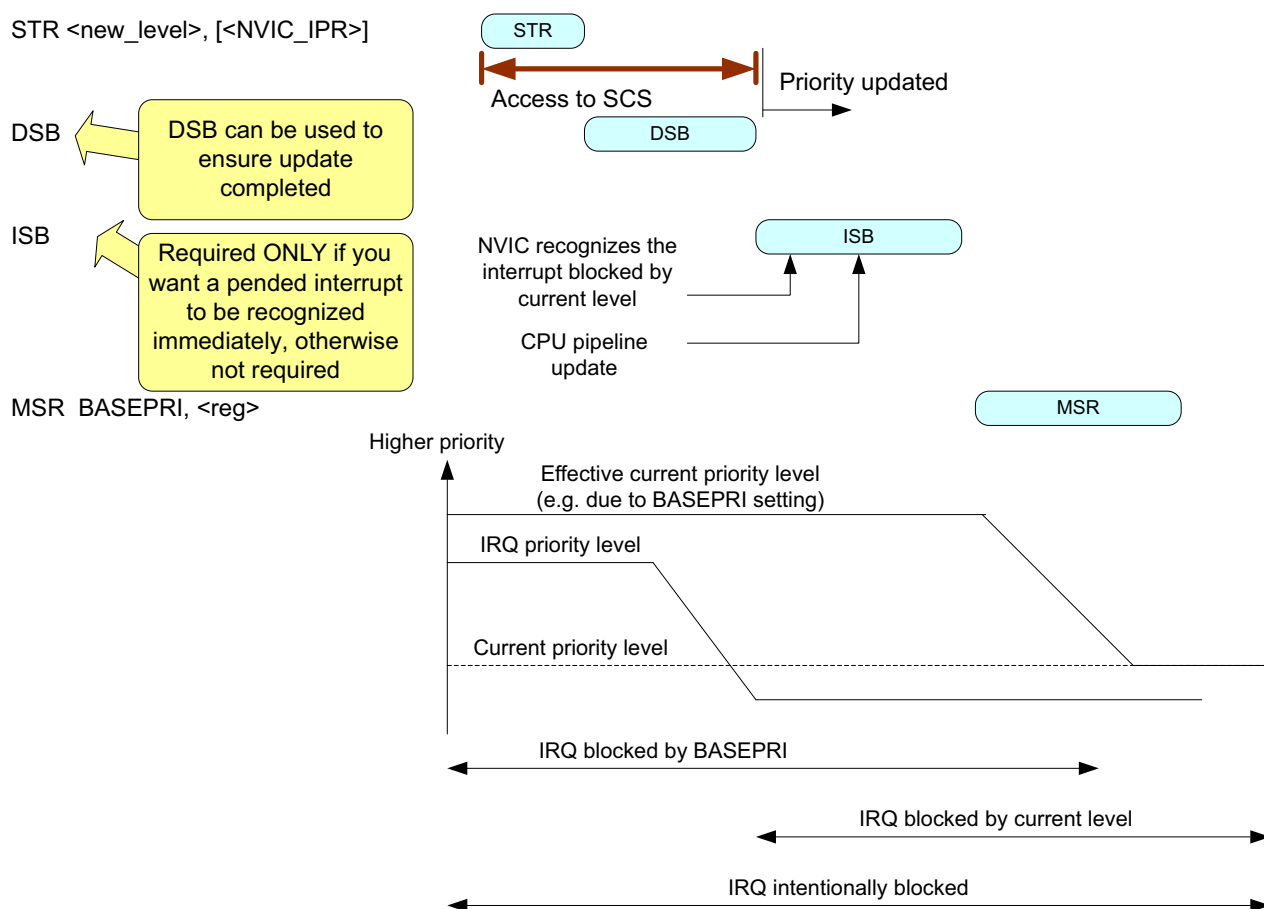 STR <new_level>, [<NVIC_IPR>]
STR
Access to SCS
Priority updated
DSB
DSB can be used to
ensure update
completed
DSB
ISB
Required ONLY if you
want a pended interrupt
to be recognized
immediately, otherwise
not required
NVIC recognizes the
interrupt blocked by
current level
ISB
CPU pipeline
update
MSR  BASEPRI, <reg>
MSR
Higher priority
Effective current priority level
(e.g. due to BASEPRI setting)
IRQ priority level
Current priority level
IRQ blocked by BASEPRI
IRQ blocked by current level
IRQ intentionally blocked